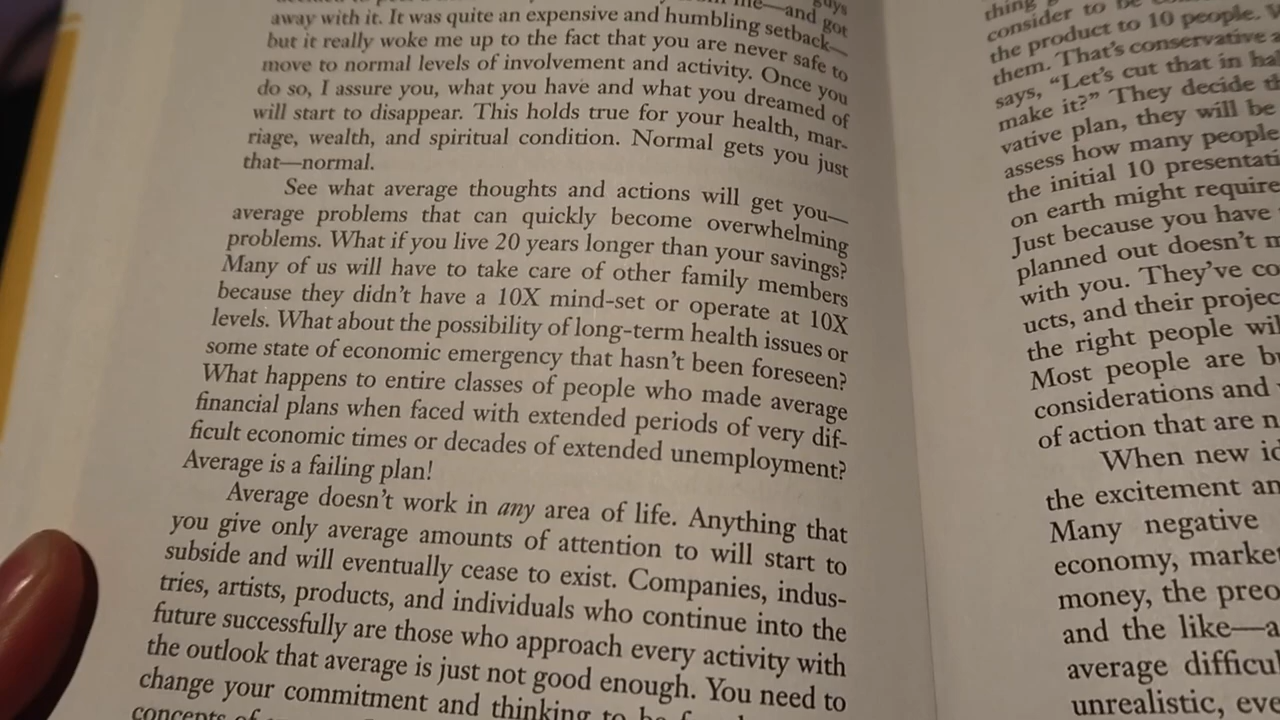 guys
me—and got
away with it. It was quite an expensive and humbling setback—
but it really woke me up to the fact that you are never safe to
move to normal levels of involvement and activity. Once you
do so, I assure you, what you have and what you dreamed of
will start to disappear. This holds true for your health, mar-
riage, wealth, and spiritual condition. Normal gets you just
that—normal.
See what average thoughts and actions will get you—
average problems that can quickly become overwhelming
problems. What if you live 20 years longer than your savings?
Many of us will have to take care of other family members
because they didn't have a 10X mind-set or operate at 10X
levels. What about the possibility of long-term health issues or
some state of economic emergency that hasn't been foreseen?
What happens to entire classes of people who made average
financial plans when faced with extended periods of very dif-
ficult economic times or decades of extended unemployment?
Average is a failing plan!
Average doesn't work in any area of life. Anything that
you give only average amounts of attention to will start to
subside and will eventually cease to exist. Companies, indus-
tries, artists, products, and individuals who continue into the
future successfully are those who approach every activity with
the outlook that average is just not good enough. You need to
change your commitment and thinking to be
concepts of
thing
consider to be
the product to 10 people.
them. That's conservative
says, "Let's cut that in
make it?" They decide
vative plan, they will be
assess how many people
the initial 10
on earth might require
Just because you have
planned out doesn't
with you. They've
ucts, and their
the right people
Most people are
considerations and
of action that are
When new
the excitement
Many negative
economy,
money, the
and the like—
average
unrealistic,